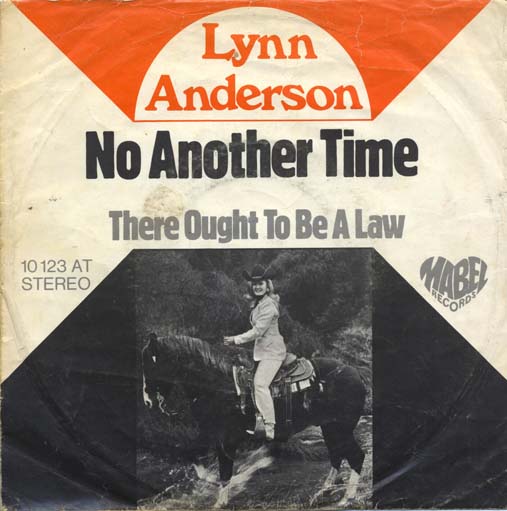 Lynn
Anderson
No Another Time
There Ought To Be A Law
10 123 AT
STEREO
MABEL
RECORDS